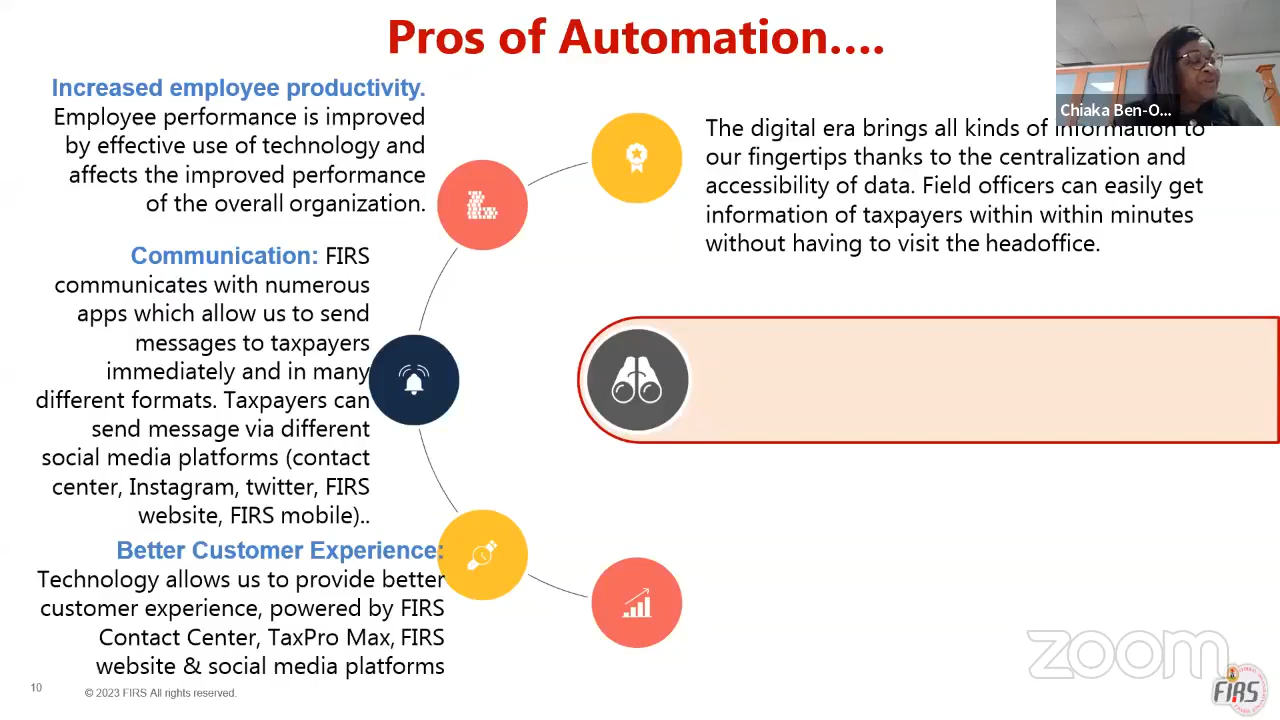 Pros of Automation....
Increased employee productivity.
Employee performance is improved
by effective use of technology and
affects the improved performance
of the overall organization.
Communication: FIRS
communicates with numerous
apps which allow us to send
messages to taxpayers
immediately and in many
different formats. Taxpayers can
send message via different
social media platforms (contact
center, Instagram, twitter, FIRS
website, FIRS mobile)..
Better Customer Experience:
Technology allows us to provide better
customer experience, powered by FIRS
Contact Center, TaxPro Max, FIRS
website & social media platforms
Chiaka Ben-O...
The digital era brings all kinds of information to
our fingertips thanks to the centralization and
accessibility of data. Field officers can easily get
information of taxpayers within within minutes
without having to visit the headoffice.
zoom
FIRS
10
© 2023 FIRS All rights reserved.